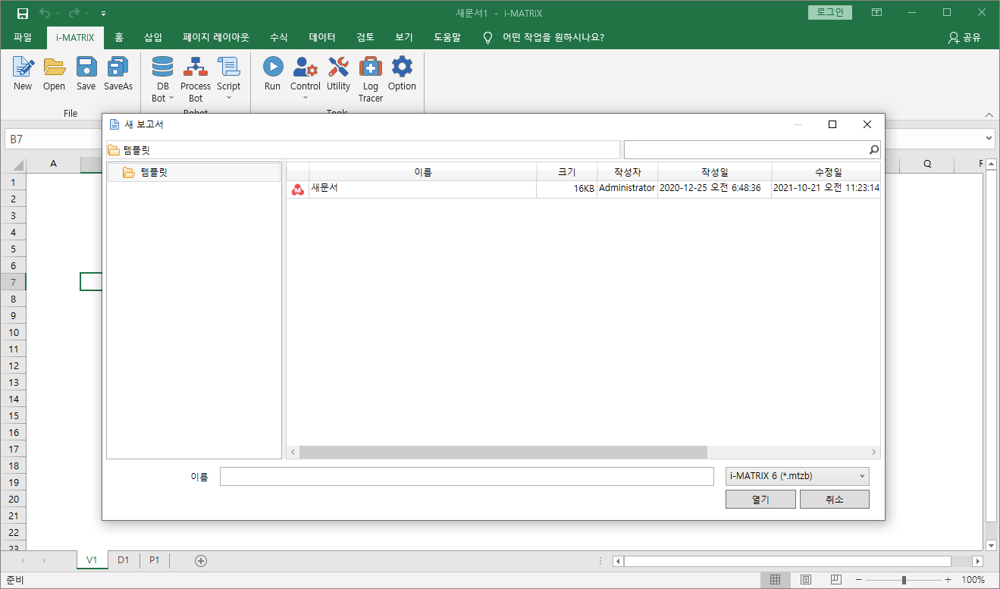 새문서1 - i-MATRIX
로그인
파일 i-MATRIX 홈 삽입 페이지 레이아웃 수식 데이터 검토 보기 도움말 어떤 작업을 원하시나요? 공유
New Open Save SaveAs DB Bot Process Bot Script Run Control Utility Log Tracer Option
File Robot Tools
새 보고서
B7
템플릿
템플릿
이름 크기 작성자 작성일 수정일
새문서 16KB Administrator 2020-12-25 오전 6:48:36 2021-10-21 오전 11:23:14
A Q
1
2
3
4
5
6
7
8
9
10
11
12
13
14
15
16
17
18
19
20
21
22
23
이름 i-MATRIX 6 (*.mtzb)
열기 취소
V1 D1 P1
준비 100%